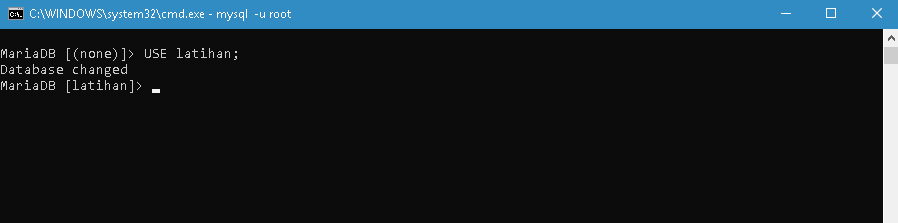 C:\WINDOWS\system32\cmd.exe - mysql -u root
MariaDB [(none)]> USE latihan;
Database changed
MariaDB [latihan]>